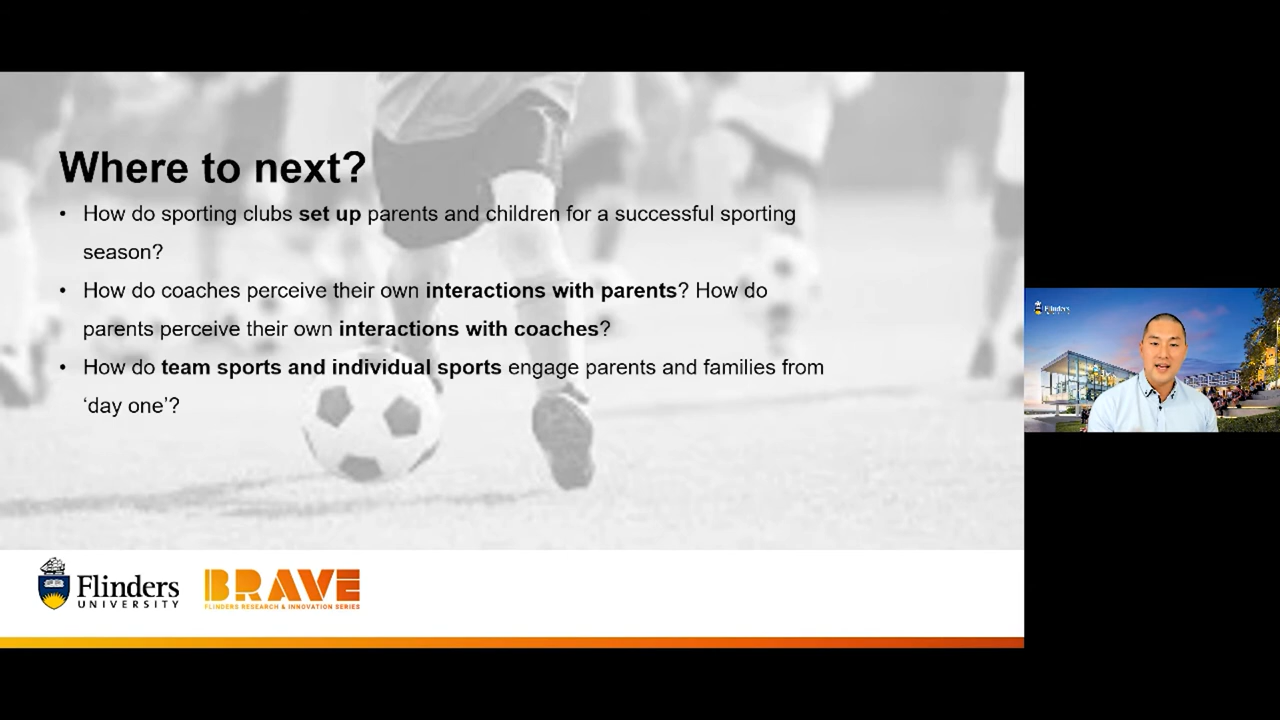 Where to next?
• How do sporting clubs set up parents and children for a successful sporting
season?
• How do coaches perceive their own interactions with parents? How do
parents perceive their own interactions with coaches?
• How do team sports and individual sports engage parents and families from
‘day one’?
Flinders
UNIVERSITY
BRAVE
FLINDERS RESEARCH & INNOVATION SERIES
Flinders